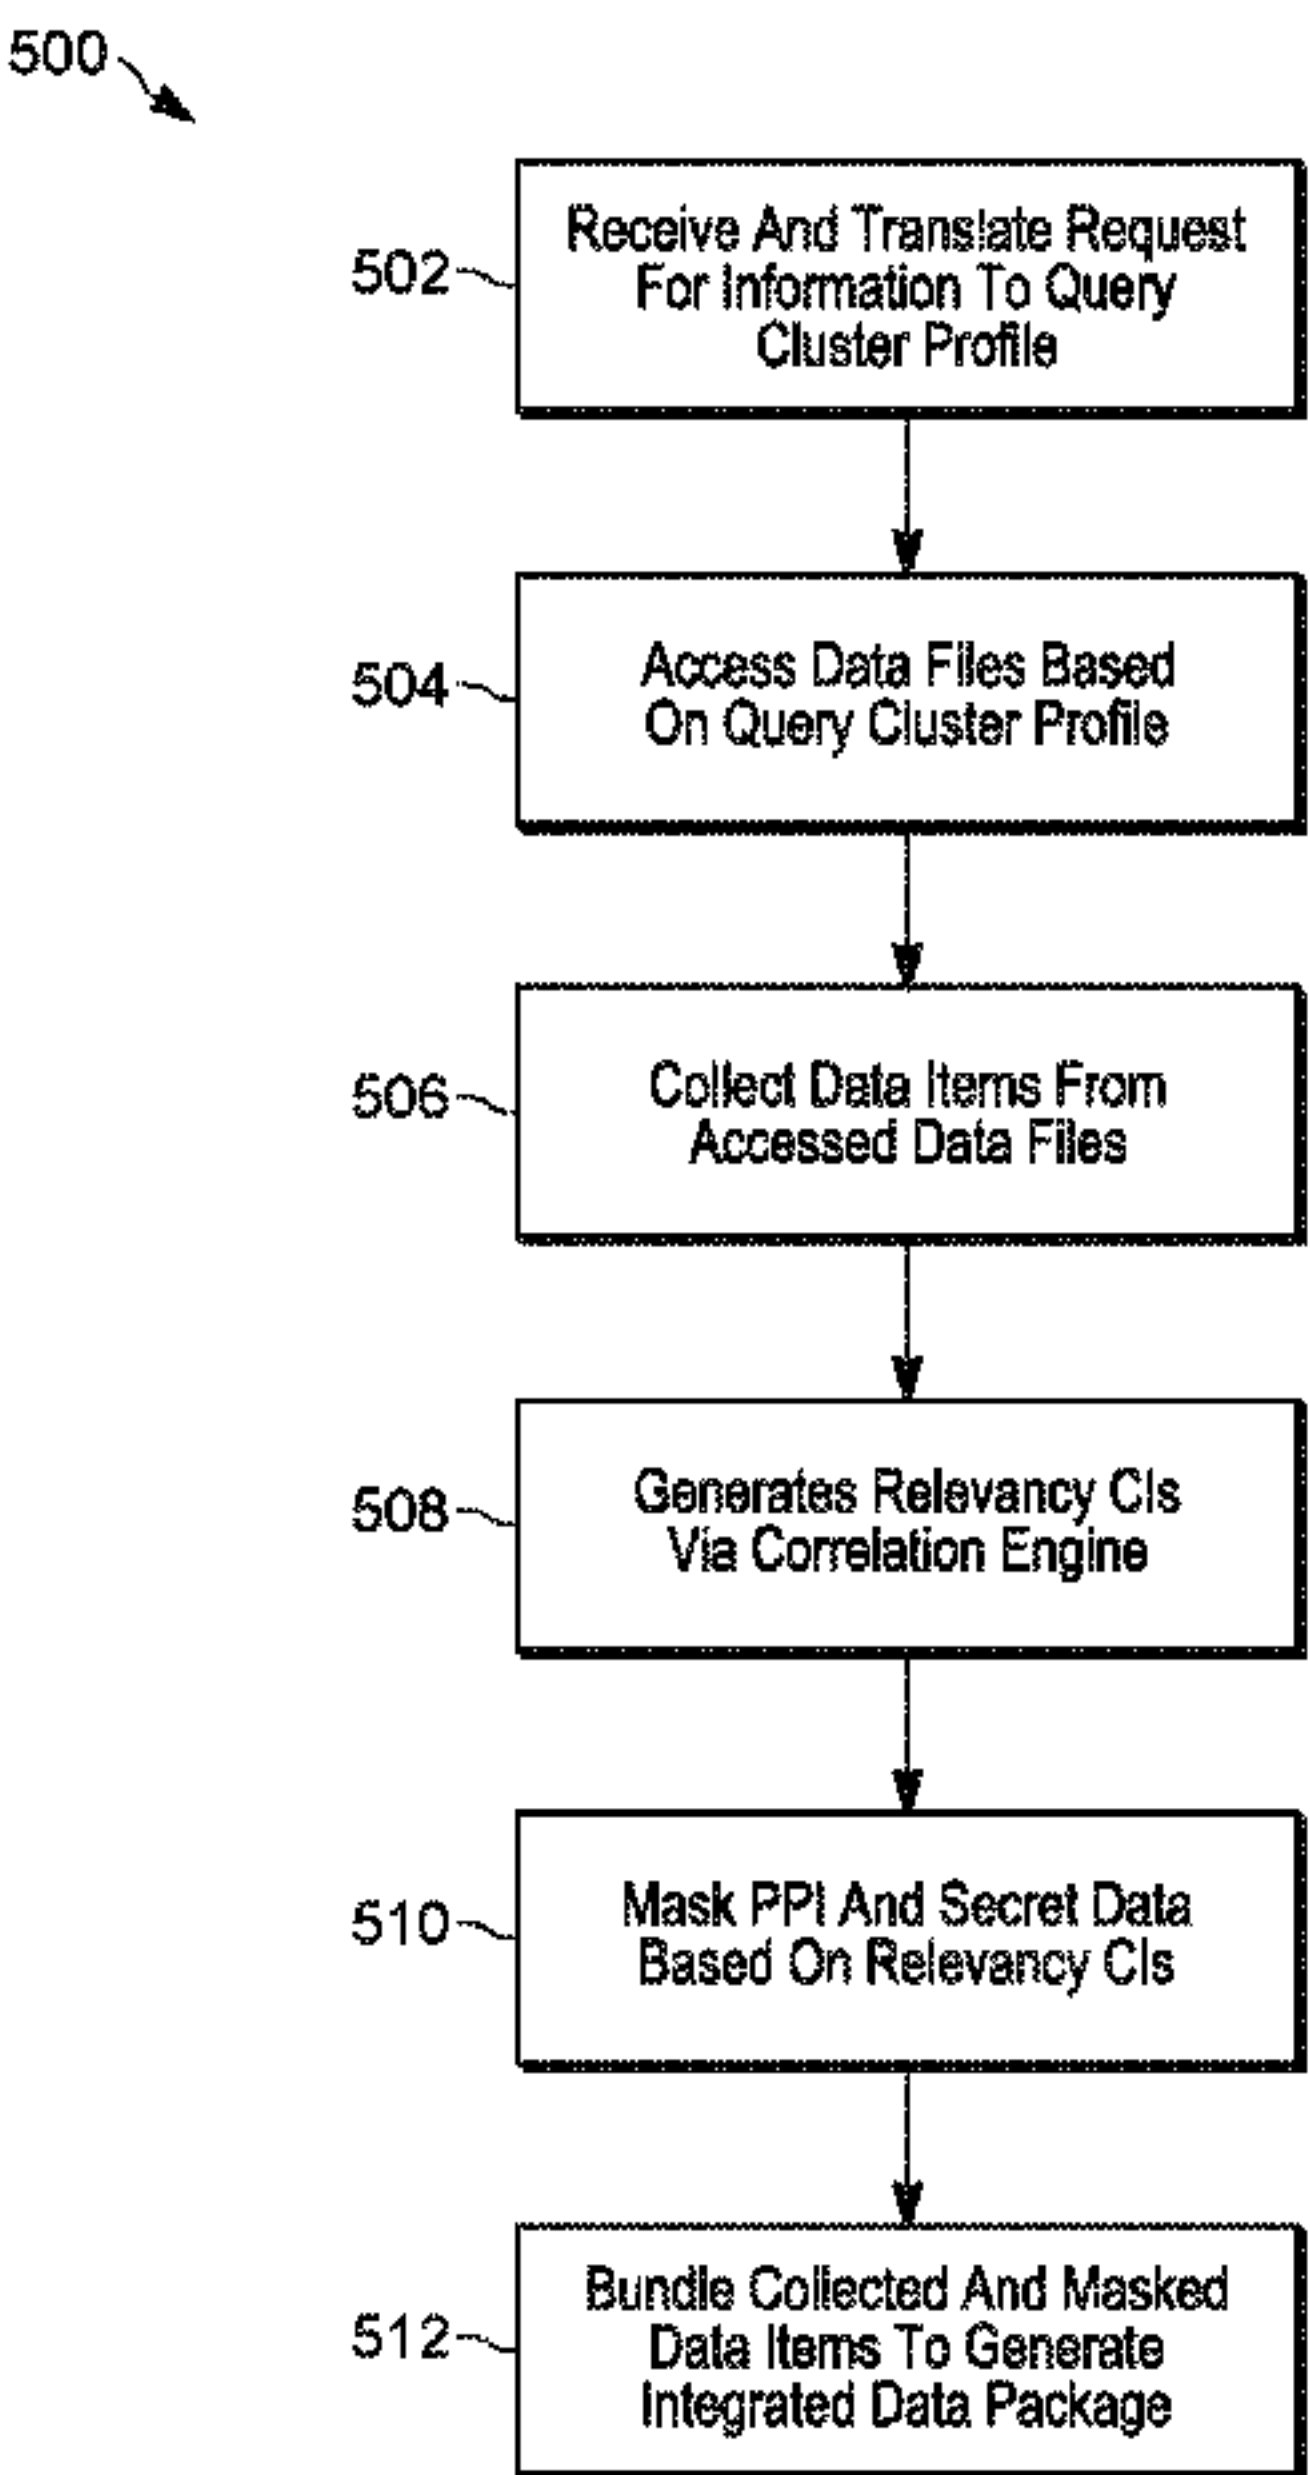 500
502
Receive And Translate Request
For Information To Query
Cluster Profile
504
Access Data Files Based
On Query Cluster Profile
506
Collect Data Items From
Accessed Data Files
508
Generates Relevancy CIs
Via Correlation Engine
510
Mask PPI And Secret Data
Based On Relevancy CIs
512
Bundle Collected And Masked
Data Items To Generate
Integrated Data Package